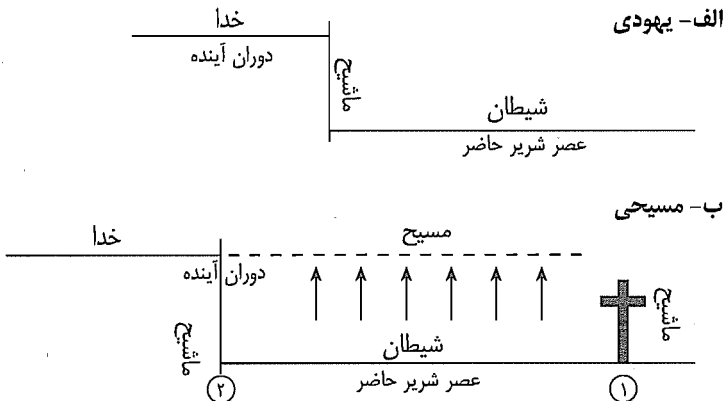 الف- یهودی
خدا
دوران آینده
ماشیح
شیطان
عصر شریر حاضر
ب- مسیحی
خدا
مسیح
دوران آینده
ماشیح
ماشیح
شیطان
عصر شریر حاضر
۱
۲